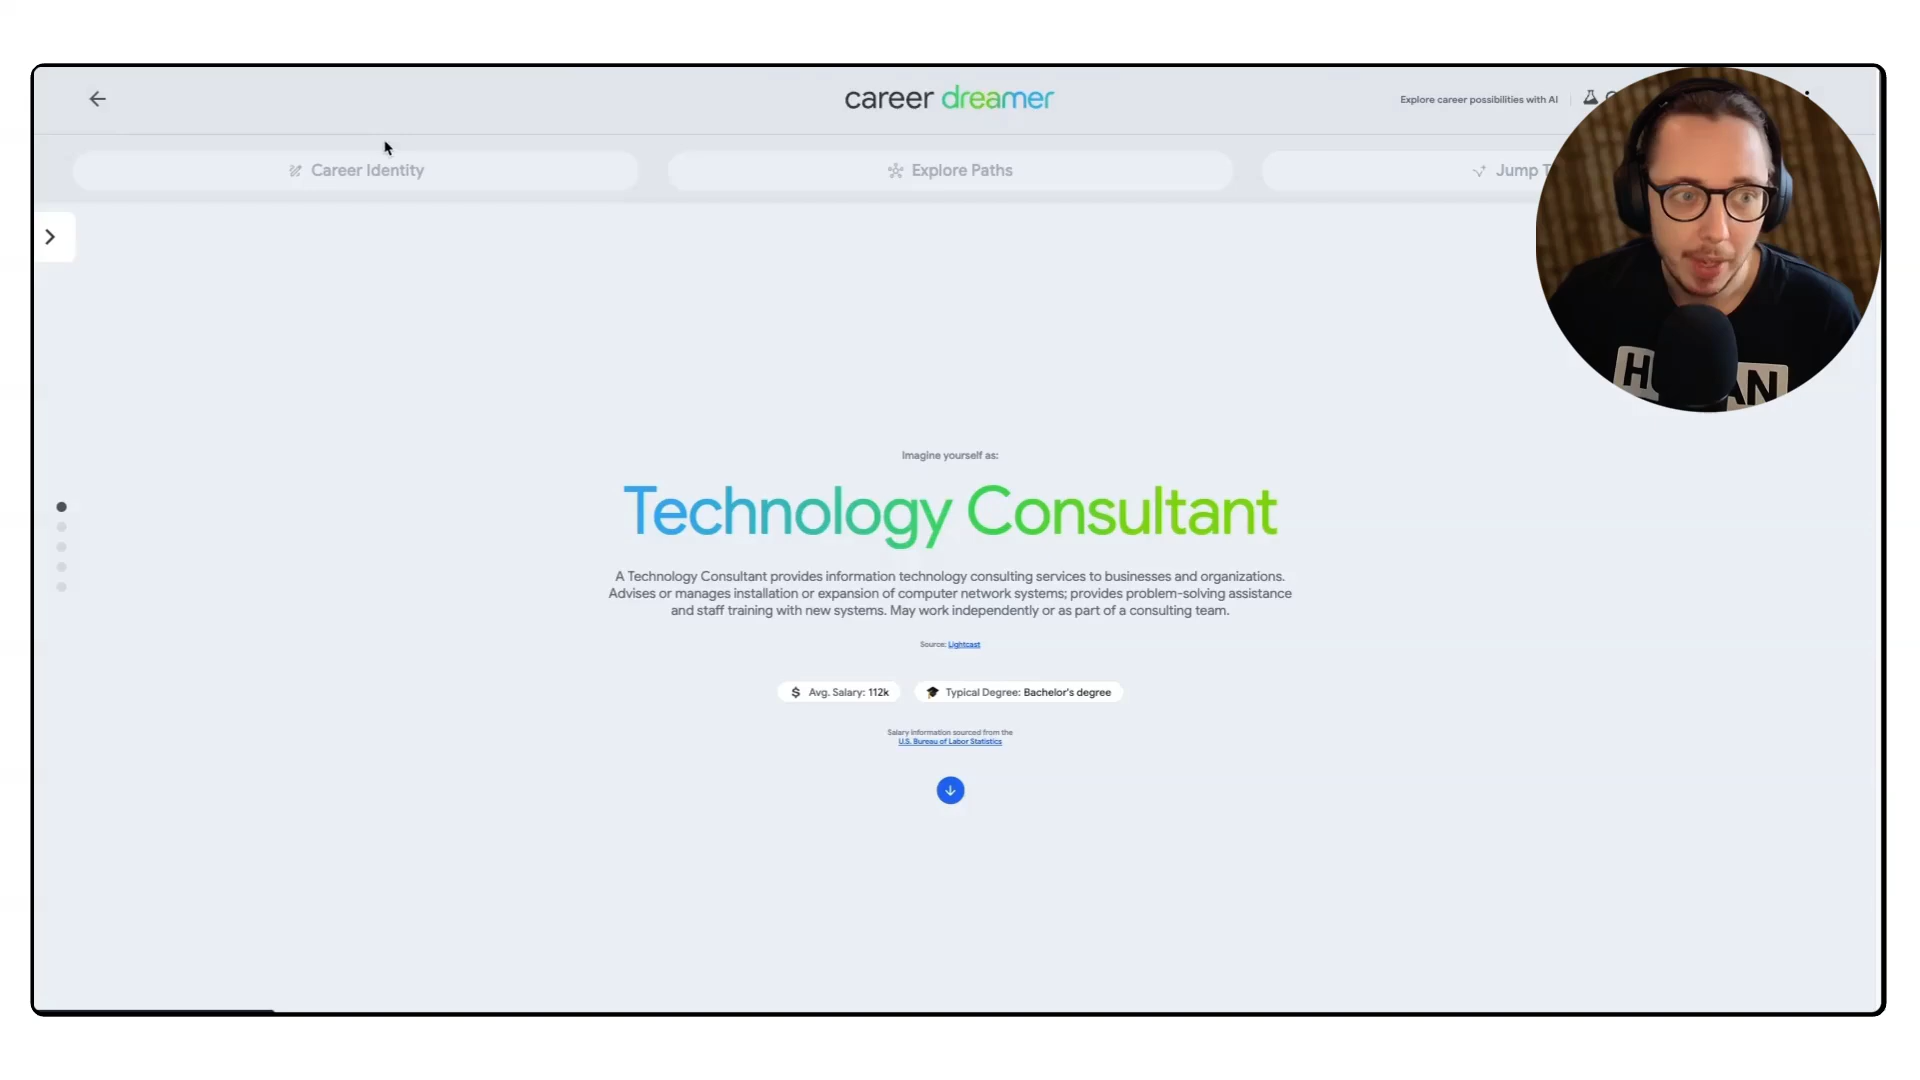 career dreamer
Explore career possibilities with AI
Career Identity
Explore Paths
Jump
Imagine yourself as:
Technology Consultant
A Technology Consultant provides information technology consulting services to businesses and organizations.
Advises or manages installation or expansion of computer network systems; provides problem-solving assistance
and staff training with new systems. May work independently or as part of a consulting team.
Source: Lightcast
$ Avg. Salary: 112k
Typical Degree: Bachelor's degree
Salary information sourced from the
U.S. Bureau of Labor Statistics